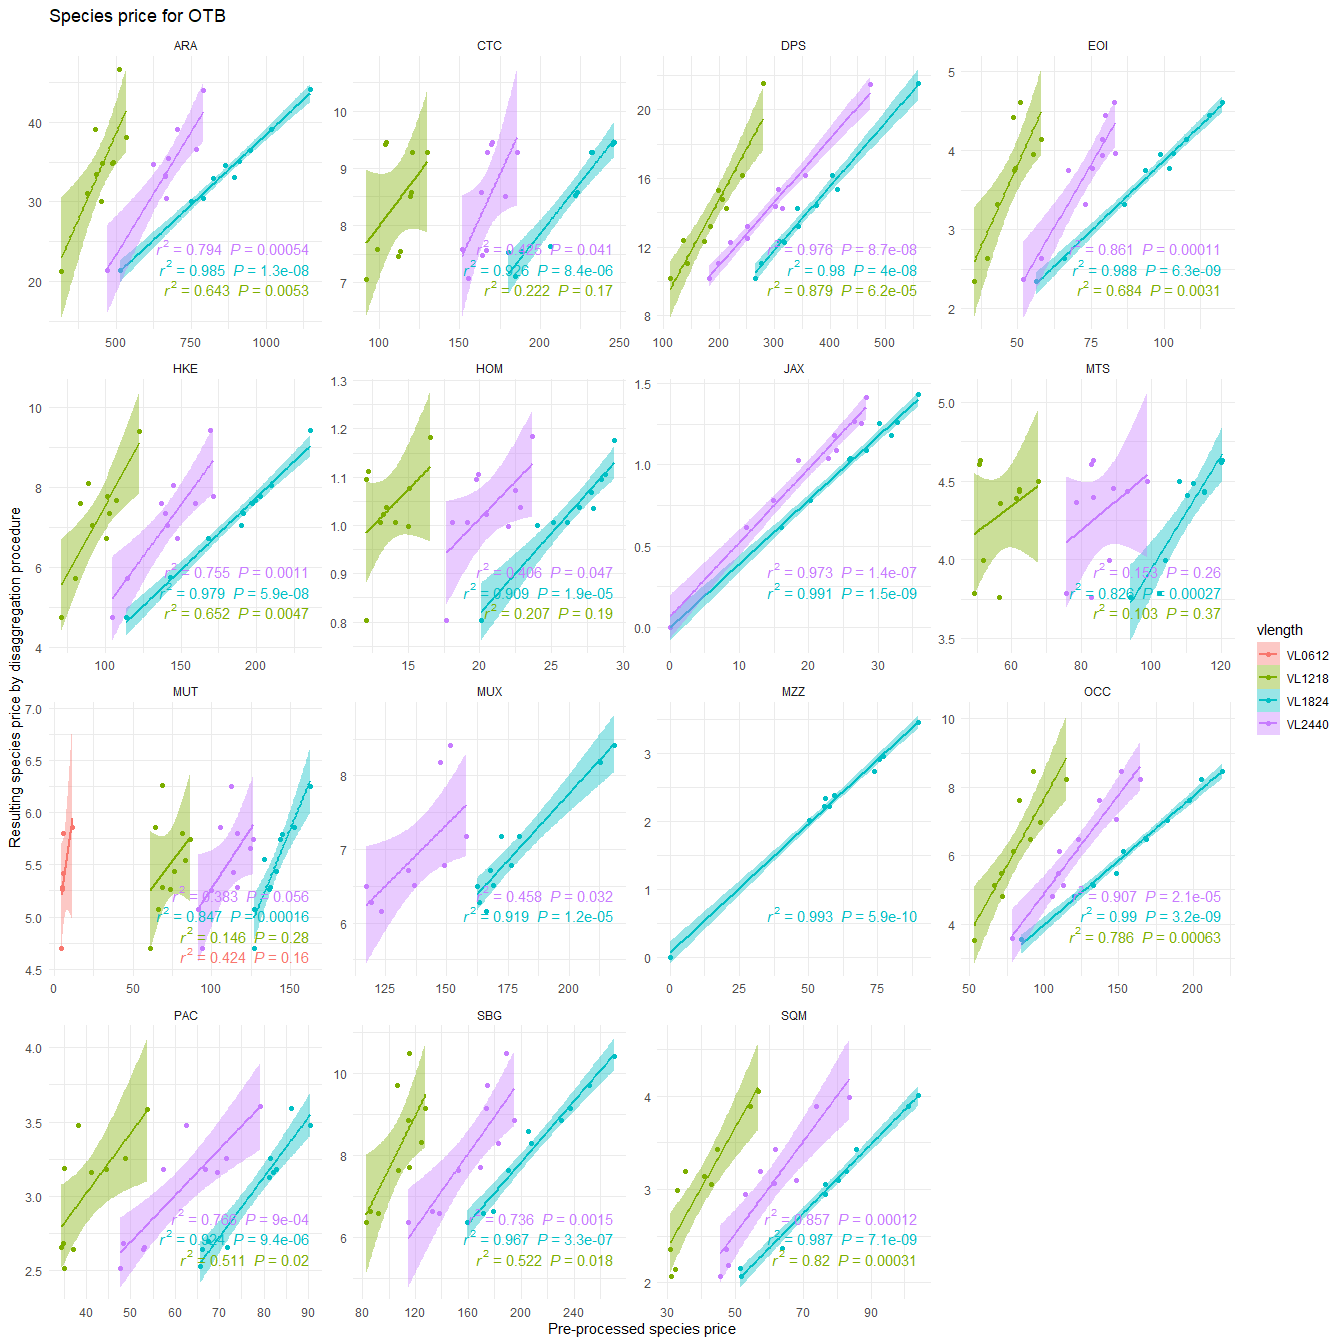 Species price for OTB
ARA
CTC
DPS
EOI
40
30
20
r² = 0.794 P = 0.00054
r² = 0.985 P = 1.3e-08
r² = 0.643 P = 0.0053
500
750
1000
10
9
8
7
r² = 0.425 P = 0.041
r² = 0.926 P = 8.4e-06
r² = 0.222 P = 0.17
100
150
200
250
20
16
12
8
r² = 0.976 P = 8.7e-08
r² = 0.98 P = 4e-08
r² = 0.879 P = 6.2e-05
100
200
300
400
500
5
4
3
2
r² = 0.861 P = 0.00011
r² = 0.988 P = 6.3e-09
r² = 0.684 P = 0.0031
50
75
100
HKE
HOM
JAX
MTS
10
8
6
4
r² = 0.755 P = 0.0011
r² = 0.979 P = 5.9e-08
r² = 0.652 P = 0.0047
100
150
200
1.3
1.2
1.1
1.0
0.9
0.8
r² = 0.406 P = 0.047
r² = 0.909 P = 1.9e-05
r² = 0.207 P = 0.19
15
20
25
30
1.5
1.0
0.5
0.0
r² = 0.973 P = 1.4e-07
r² = 0.991 P = 1.5e-09
0
10
20
30
5.0
4.5
4.0
3.5
r² = 0.153 P = 0.26
r² = 0.826 P = 0.00027
r² = 0.103 P = 0.37
60
80
100
120
MUT
MUX
MZZ
OCC
7.0
6.5
6.0
5.5
5.0
4.5
r² = 0.383 P = 0.056
r² = 0.847 P = 0.00016
r² = 0.146 P = 0.28
r² = 0.424 P = 0.16
0
50
100
150
8
7
6
r² = 0.458 P = 0.032
r² = 0.919 P = 1.2e-05
125
150
175
200
3
2
1
0
r² = 0.993 P = 5.9e-10
0
25
50
75
10
8
6
4
r² = 0.907 P = 2.1e-05
r² = 0.99 P = 3.2e-09
r² = 0.786 P = 0.00063
50
100
150
200
PAC
SBG
SQM
4.0
3.5
3.0
2.5
r² = 0.765 P = 9e-04
r² = 0.924 P = 9.4e-06
r² = 0.511 P = 0.02
40
50
60
70
80
90
10
8
6
r² = 0.736 P = 0.0015
r² = 0.967 P = 3.3e-07
r² = 0.522 P = 0.018
80
120
160
200
240
4
3
2
r² = 0.857 P = 0.00012
r² = 0.987 P = 7.1e-09
r² = 0.82 P = 0.00031
30
50
70
90
Resulting species price by disaggregation procedure
Pre-processed species price
vlength
VL0612
VL1218
VL1824
VL2440